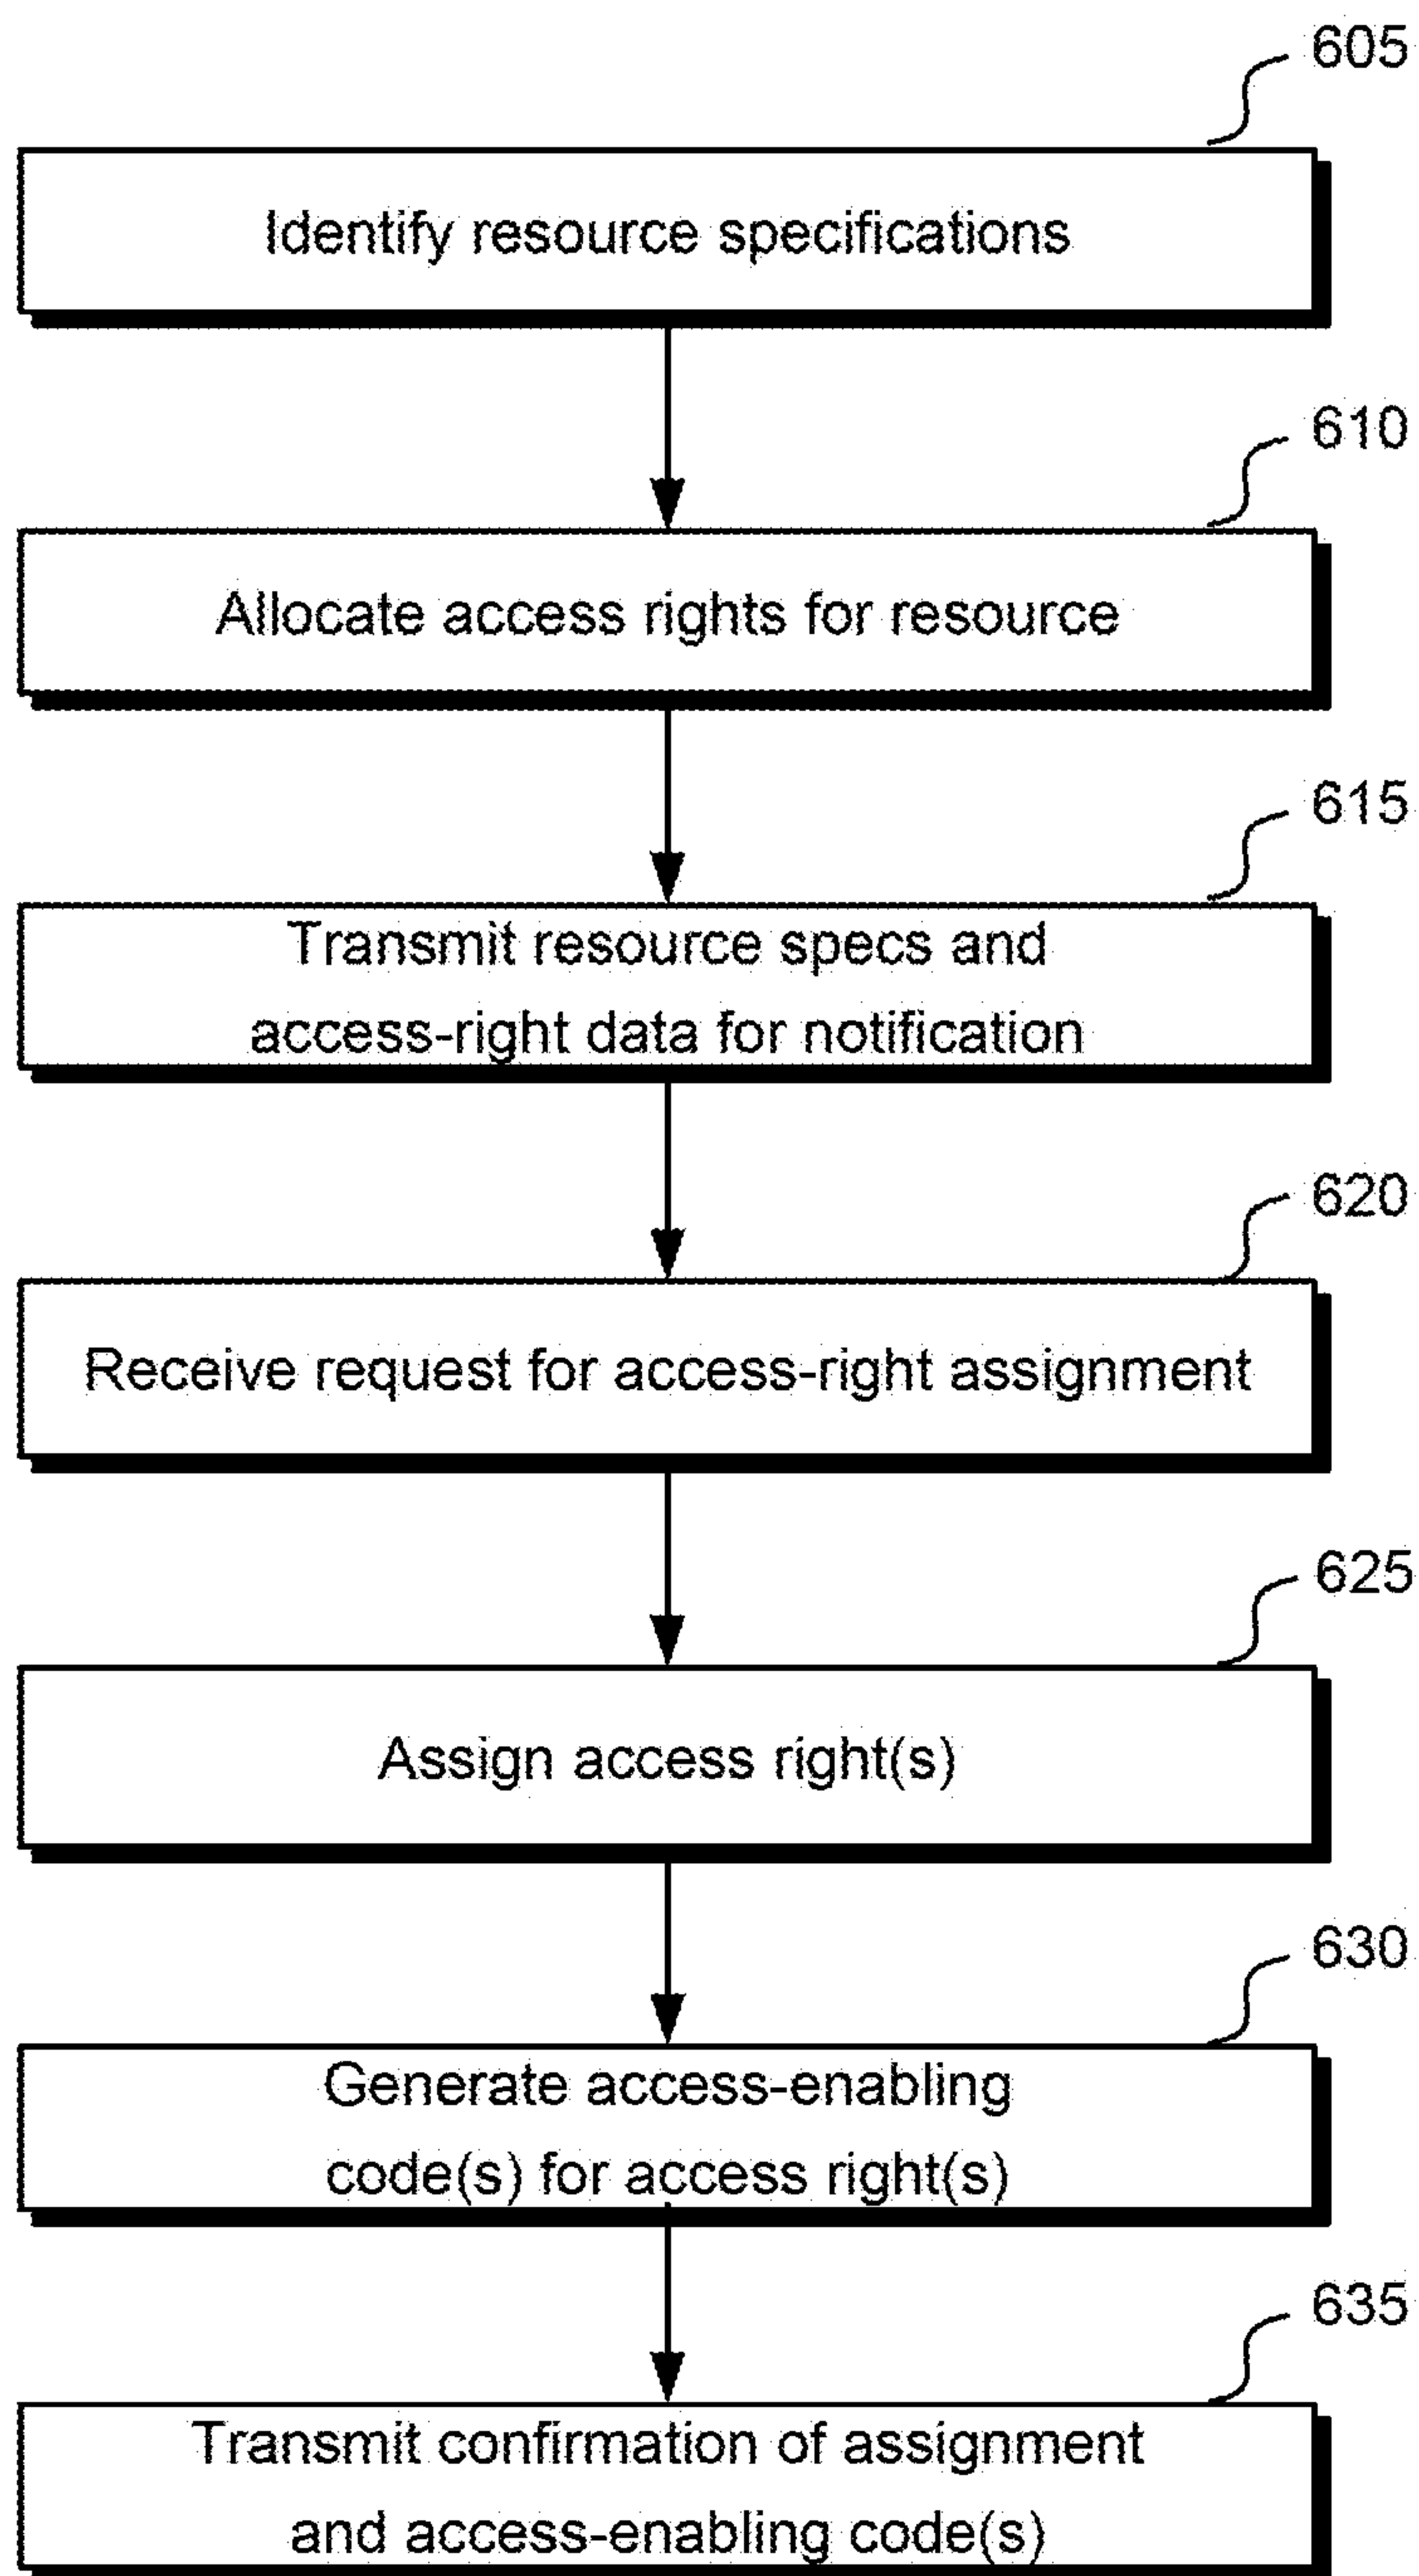 605
Identify resource specifications
610
Allocate access rights for resource
615
Transmit resource specs and
access-right data for notification
620
Receive request for access-right assignment
625
Assign access right(s)
630
Generate access-enabling
code(s) for access right(s)
635
Transmit confirmation of assignment
and access-enabling code(s)